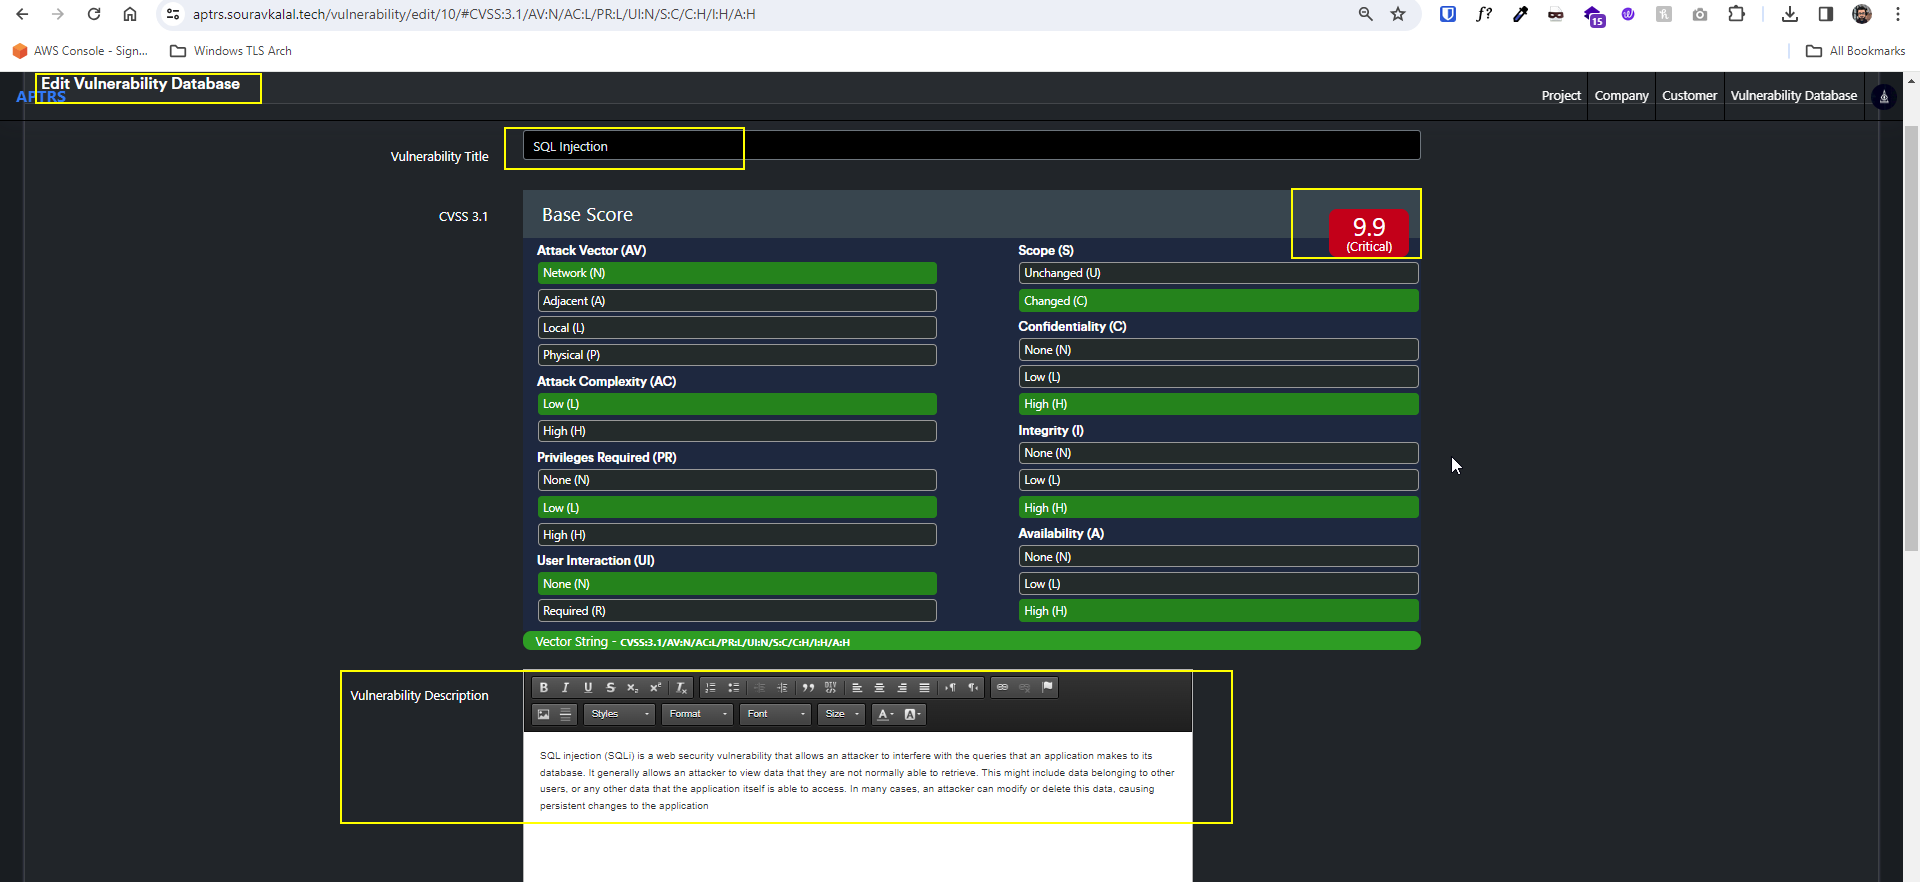 aptrs.souravkalal.tech/vulnerability/edit/10/#CVSS:3.1/AV:N/AC:L/PR:L/UI:N/S:C/C:H/I:H/A:H
f?
15
AWS Console - Sign...
Windows TLS Arch
All Bookmarks
Edit Vulnerability Database
APTRS
Project
Company
Customer
Vulnerability Database
Vulnerability Title
SQL Injection
CVSS 3.1
Base Score
9.9
(Critical)
Attack Vector (AV)
Network (N)
Adjacent (A)
Local (L)
Physical (P)
Attack Complexity (AC)
Low (L)
High (H)
Privileges Required (PR)
None (N)
Low (L)
High (H)
User Interaction (UI)
None (N)
Required (R)
Scope (S)
Unchanged (U)
Changed (C)
Confidentiality (C)
None (N)
Low (L)
High (H)
Integrity (I)
None (N)
Low (L)
High (H)
Availability (A)
None (N)
Low (L)
High (H)
Vector String - CVSS:3.1/AV:N/AC:L/PR:L/UI:N/S:C/C:H/I:H/A:H
Vulnerability Description
B I U S x₂ x² Tx
DIV
Styles Format Font Size A A
SQL injection (SQLi) is a web security vulnerability that allows an attacker to interfere with the queries that an application makes to its
database. It generally allows an attacker to view data that they are not normally able to retrieve. This might include data belonging to other
users, or any other data that the application itself is able to access. In many cases, an attacker can modify or delete this data, causing
persistent changes to the application